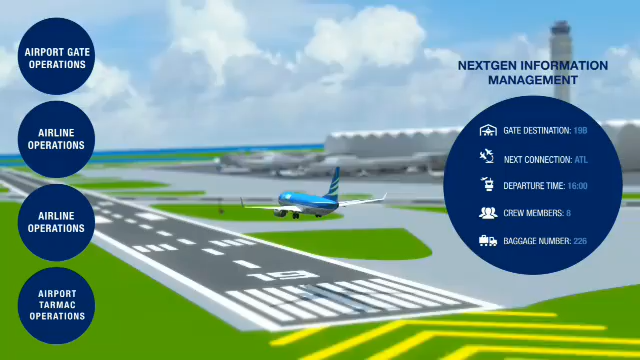 AIRPORT GATE
OPERATIONS
AIRLINE
OPERATIONS
AIRLINE
OPERATIONS
AIRPORT
TARMAC
OPERATIONS
NEXTGEN INFORMATION
MANAGEMENT
GATE DESTINATION: 19B
NEXT CONNECTION: ATL
DEPARTURE TIME: 16:00
CREW MEMBERS: 8
BAGGAGE NUMBER: 226
19